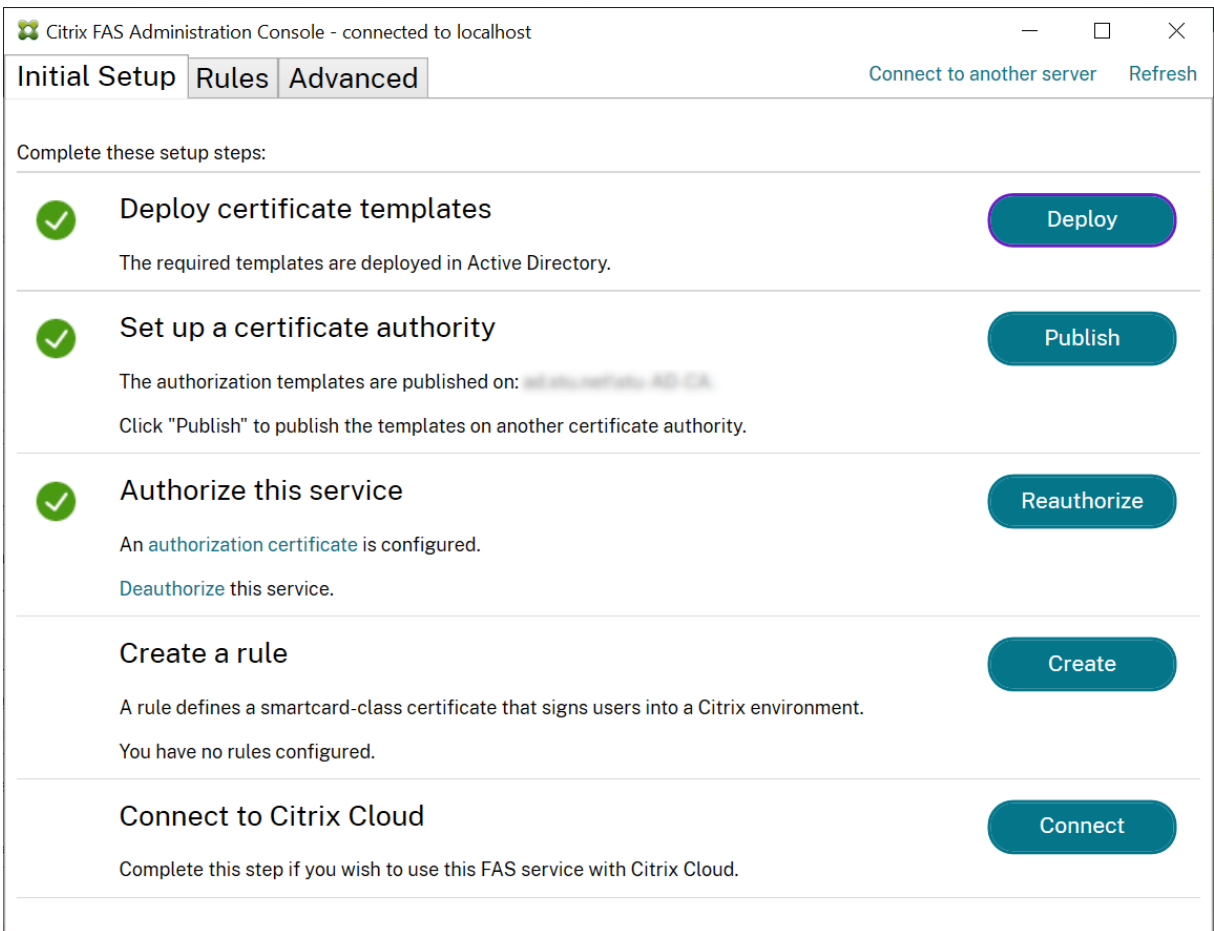 Citrix FAS Administration Console - connected to localhost
Initial Setup Rules Advanced Connect to another server Refresh
Complete these setup steps:
Deploy certificate templates Deploy
The required templates are deployed in Active Directory.
Set up a certificate authority Publish
The authorization templates are published on:
Click "Publish" to publish the templates on another certificate authority.
Authorize this service Reauthorize
An authorization certificate is configured.
Deauthorize this service.
Create a rule Create
A rule defines a smartcard-class certificate that signs users into a Citrix environment.
You have no rules configured.
Connect to Citrix Cloud Connect
Complete this step if you wish to use this FAS service with Citrix Cloud.